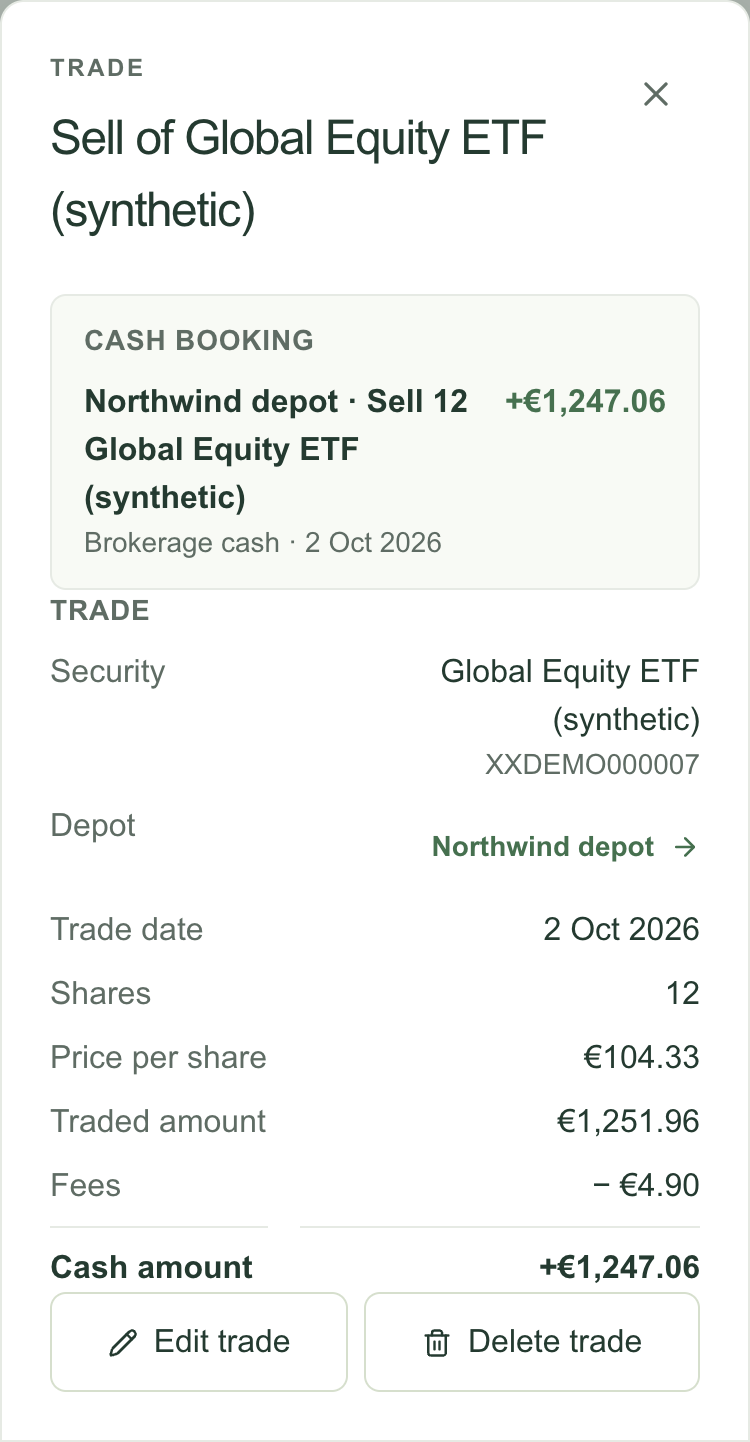 TRADE
Sell of Global Equity ETF
(synthetic)
CASH BOOKING
Northwind depot · Sell 12 +€1,247.06
Global Equity ETF
(synthetic)
Brokerage cash · 2 Oct 2026
TRADE
Security Global Equity ETF
(synthetic)
XXDEMO000007
Depot
Northwind depot →
Trade date 2 Oct 2026
Shares 12
Price per share €104.33
Traded amount €1,251.96
Fees − €4.90
Cash amount +€1,247.06
Edit trade Delete trade